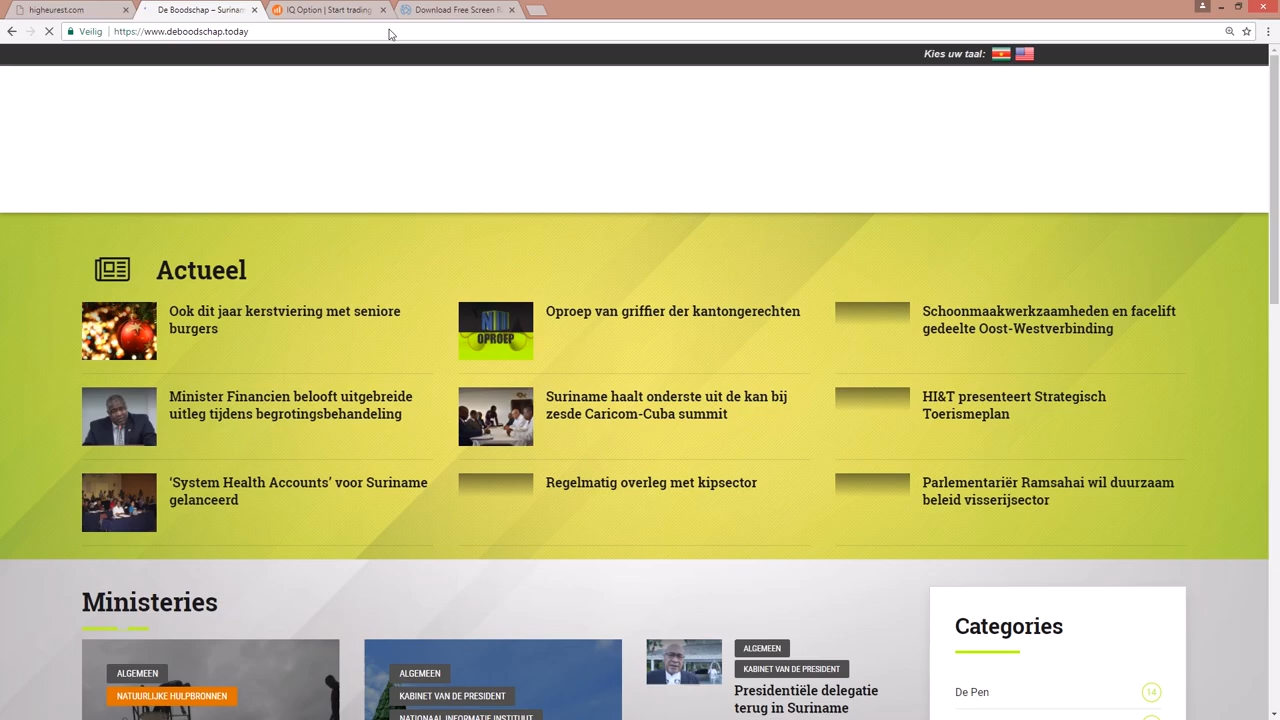 higheurest.com
De Boodschap – Surinam
IQ Option | Start trading
Download Free Screen R
Veilig
https://www.deboodschap.today
Kies uw taal:
Actueel
Ook dit jaar kerstviering met seniore
burgers
Oproep van griffier der kantongerechten
OPROEP
Schoonmaakwerkzaamheden en facelift
gedeelte Oost-Westverbinding
Minister Financien belooft uitgebreide
uitleg tijdens begrotingsbehandeling
Suriname haalt onderste uit de kan bij
zesde Caricom-Cuba summit
HI&T presenteert Strategisch
Toerismeplan
‘System Health Accounts’ voor Suriname
gelanceerd
Regelmatig overleg met kipsector
Parlementariër Ramsahai wil duurzaam
beleid visserijsector
Ministeries
ALGEMEEN
NATUURLIJKE HULPBRONNEN
ALGEMEEN
KABINET VAN DE PRESIDENT
NATIONAAL INFORMATIE INSTITUUT
ALGEMEEN
KABINET VAN DE PRESIDENT
Presidentiële delegatie
terug in Suriname
Categories
De Pen
14